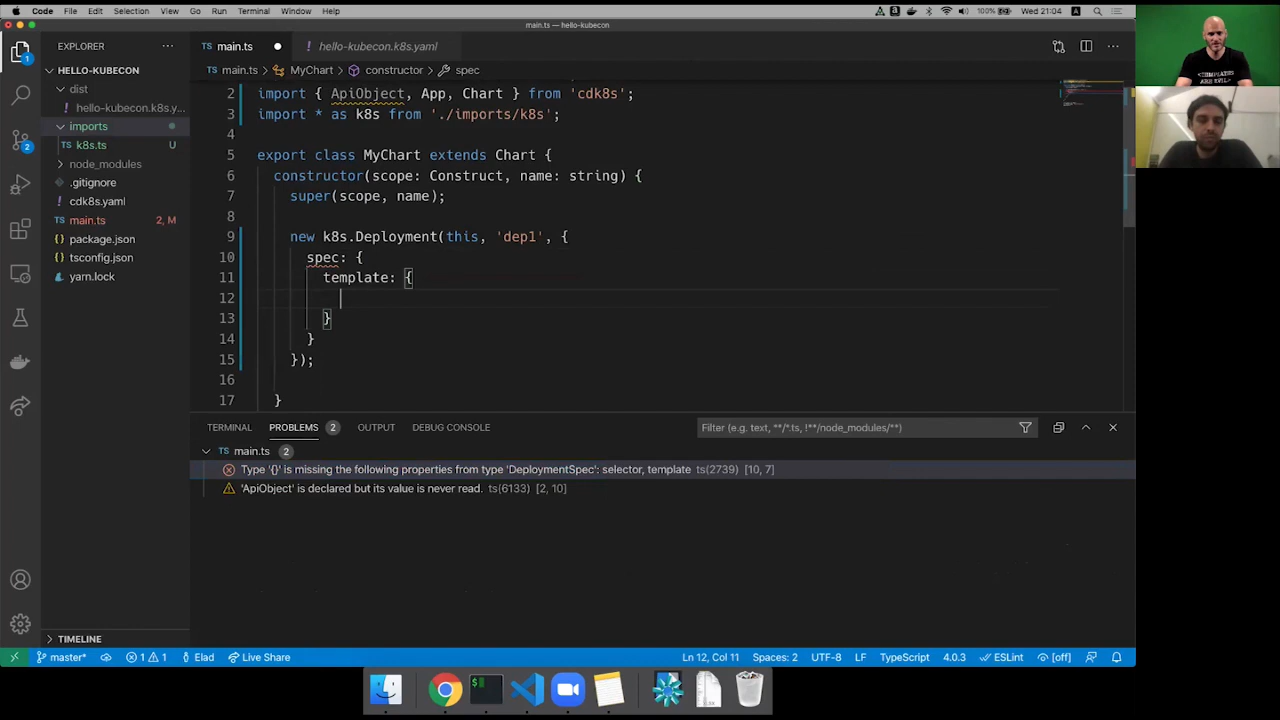 Code File Edit Selection View Go Run Terminal Window Help
100% Wed 21:04 A
main.ts — hello-kubecon
EXPLORER
HELLO-KUBECON
dist
hello-kubecon.k8s.y...
imports
k8s.ts U
node_modules
.gitignore
cdk8s.yaml
main.ts 2, M
package.json
tsconfig.json
yarn.lock
TIMELINE
1
2
TS main.ts
hello-kubecon.k8s.yaml
TS main.ts > MyChart > constructor > spec
2 import { ApiObject, App, Chart } from 'cdk8s';
3 import * as k8s from './imports/k8s';
4
5 export class MyChart extends Chart {
6 constructor(scope: Construct, name: string) {
7 super(scope, name);
8
9 new k8s.Deployment(this, 'dep1', {
10 spec: {
11 template: {
12
13 }
14 }
15 });
16
17 }
TERMINAL PROBLEMS 2 OUTPUT DEBUG CONSOLE Filter (e.g. text, **/*.ts, !**/node_modules/**)
TS main.ts 2
Type '{}' is missing the following properties from type 'DeploymentSpec': selector, template ts(2739) [10, 7]
'ApiObject' is declared but its value is never read. ts(6133) [2, 10]
master* 1 1 Elad Live Share Ln 12, Col 11 Spaces: 2 UTF-8 LF TypeScript 4.0.3 ESLint [off]
TEMPLATES
ARE EVIL